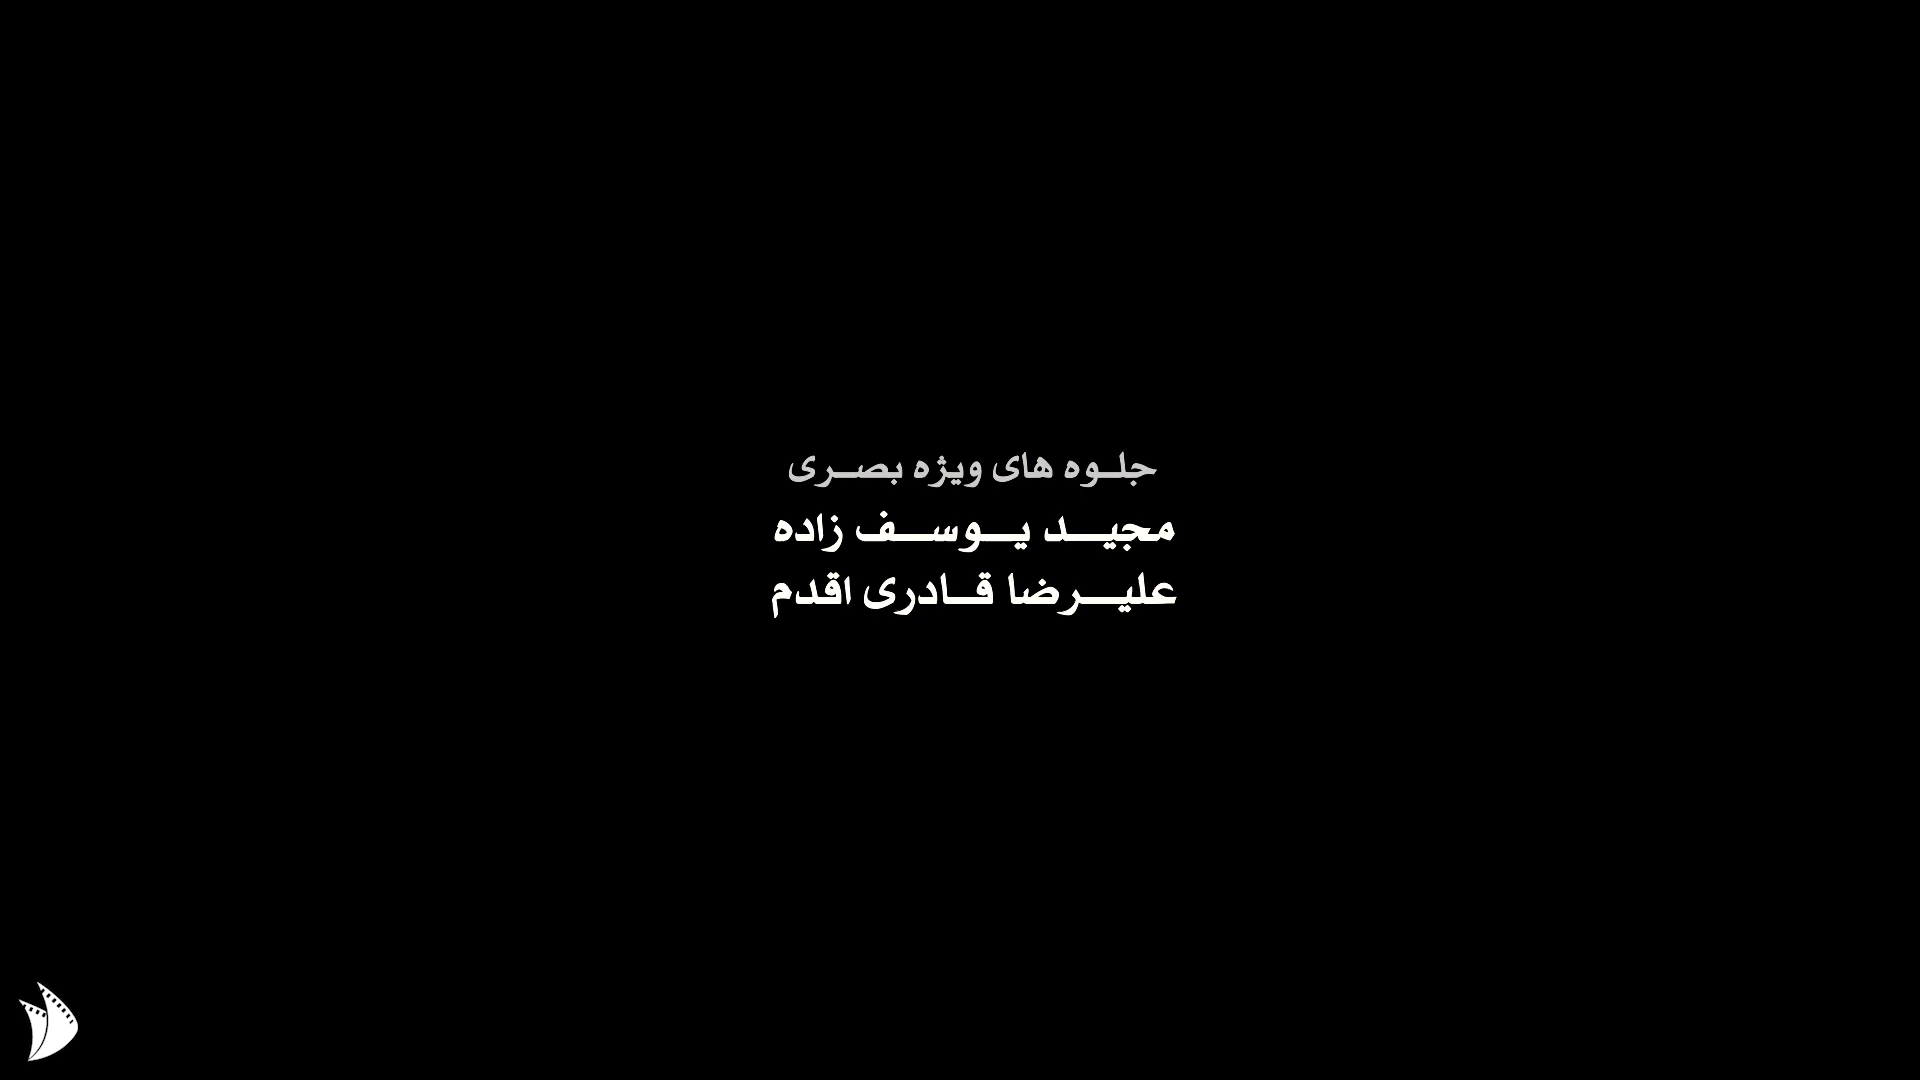 جلوه های ویژه بصری
مجید یوسف زاده
علیرضا قادری اقدم